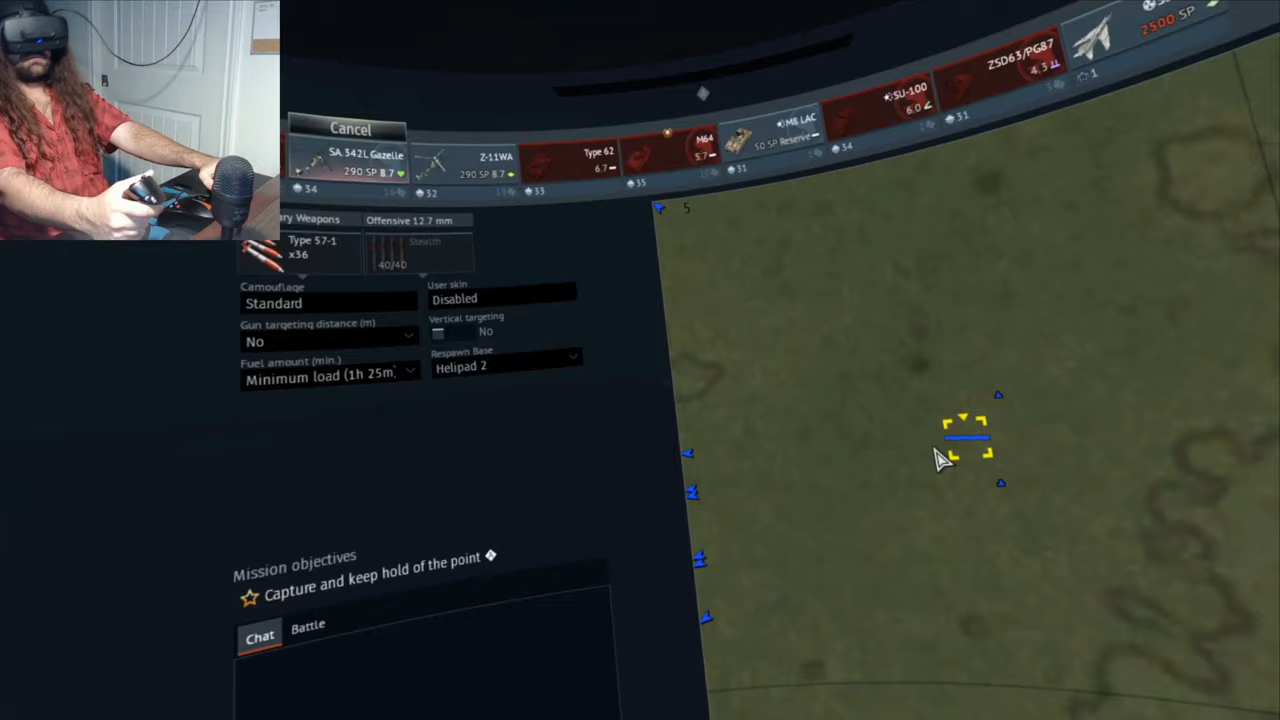 2500 SP
1
ZSD63/PG87
4.3
31
SU-100
6.0
M8 LAC
50 SP Reserve
34
M64
5.7
31
Type 62
6.7
35
Z-11WA
290 SP 8.7
33
Cancel
SA 342L Gazelle
290 SP 8.7
34
32
5
ry Weapons
Offensive 12.7 mm
Type 57-1
x36
Stealth
40/40
Camouflage
User skin
Standard
Disabled
Gun targeting distance (m)
Vertical targeting
No
No
Fuel amount (min.)
Respawn Base
Minimum load (1h 25m
Helipad 2
Mission objectives
Capture and keep hold of the point
Chat
Battle